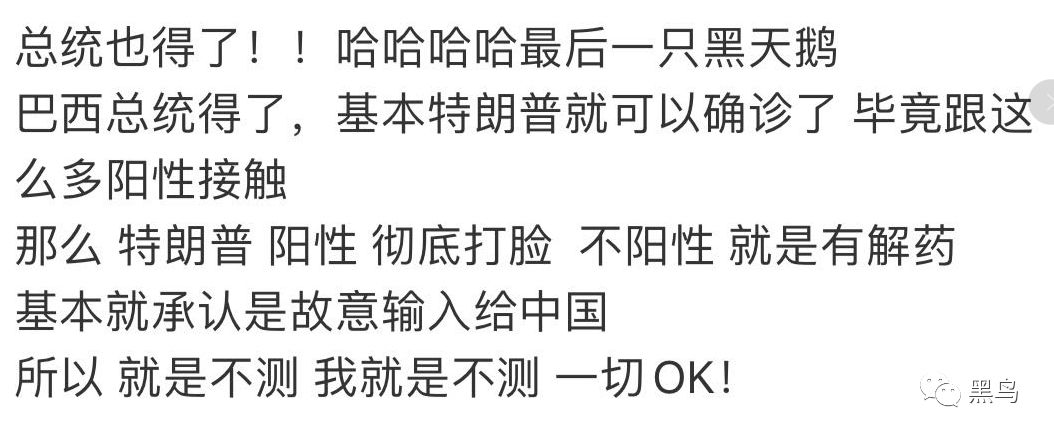 总统也得了！！哈哈哈哈最后一只黑天鹅
巴西总统得了，基本特朗普就可以确诊了 毕竟跟这
么多阳性接触
那么 特朗普 阳性 彻底打脸 不阳性 就是有解药
基本就承认是故意输入给中国
所以 就是不测 我就是不测 一切OK！
黑鸟